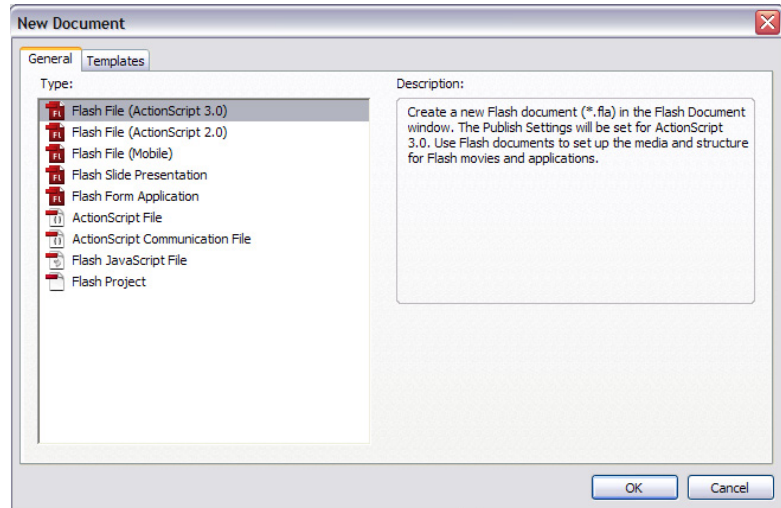 New Document
General
Templates
Type:
Flash File (ActionScript 3.0)
Flash File (ActionScript 2.0)
Flash File (Mobile)
Flash Slide Presentation
Flash Form Application
ActionScript File
ActionScript Communication File
Flash JavaScript File
Flash Project
Description:
Create a new Flash document (*.fla) in the Flash Document
window. The Publish Settings will be set for ActionScript
3.0. Use Flash documents to set up the media and structure
for Flash movies and applications.
OK
Cancel